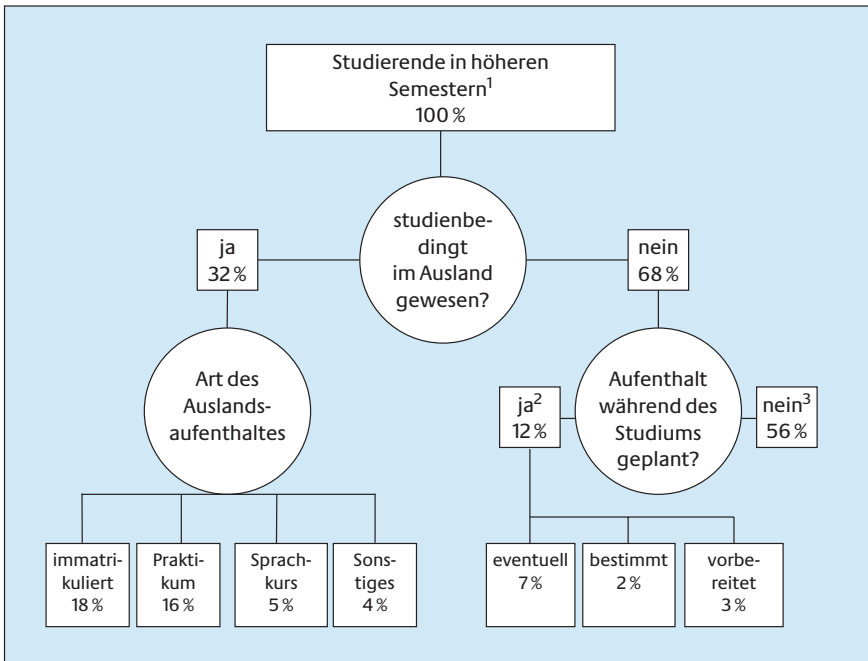 Studierende in höheren
Semestern¹
100 %
studienbe-
dingt
im Ausland
gewesen?
ja
32 %
nein
68 %
Art des
Auslands-
aufenthaltes
Aufenthalt
während des
Studiums
geplant?
ja²
12 %
nein³
56 %
immatri-
kuliert
18 %
Prakti-
kum
16 %
Sprach-
kurs
5 %
Sons-
tiges
4 %
eventuell
7 %
bestimmt
2 %
vorbe-
reitet
3 %